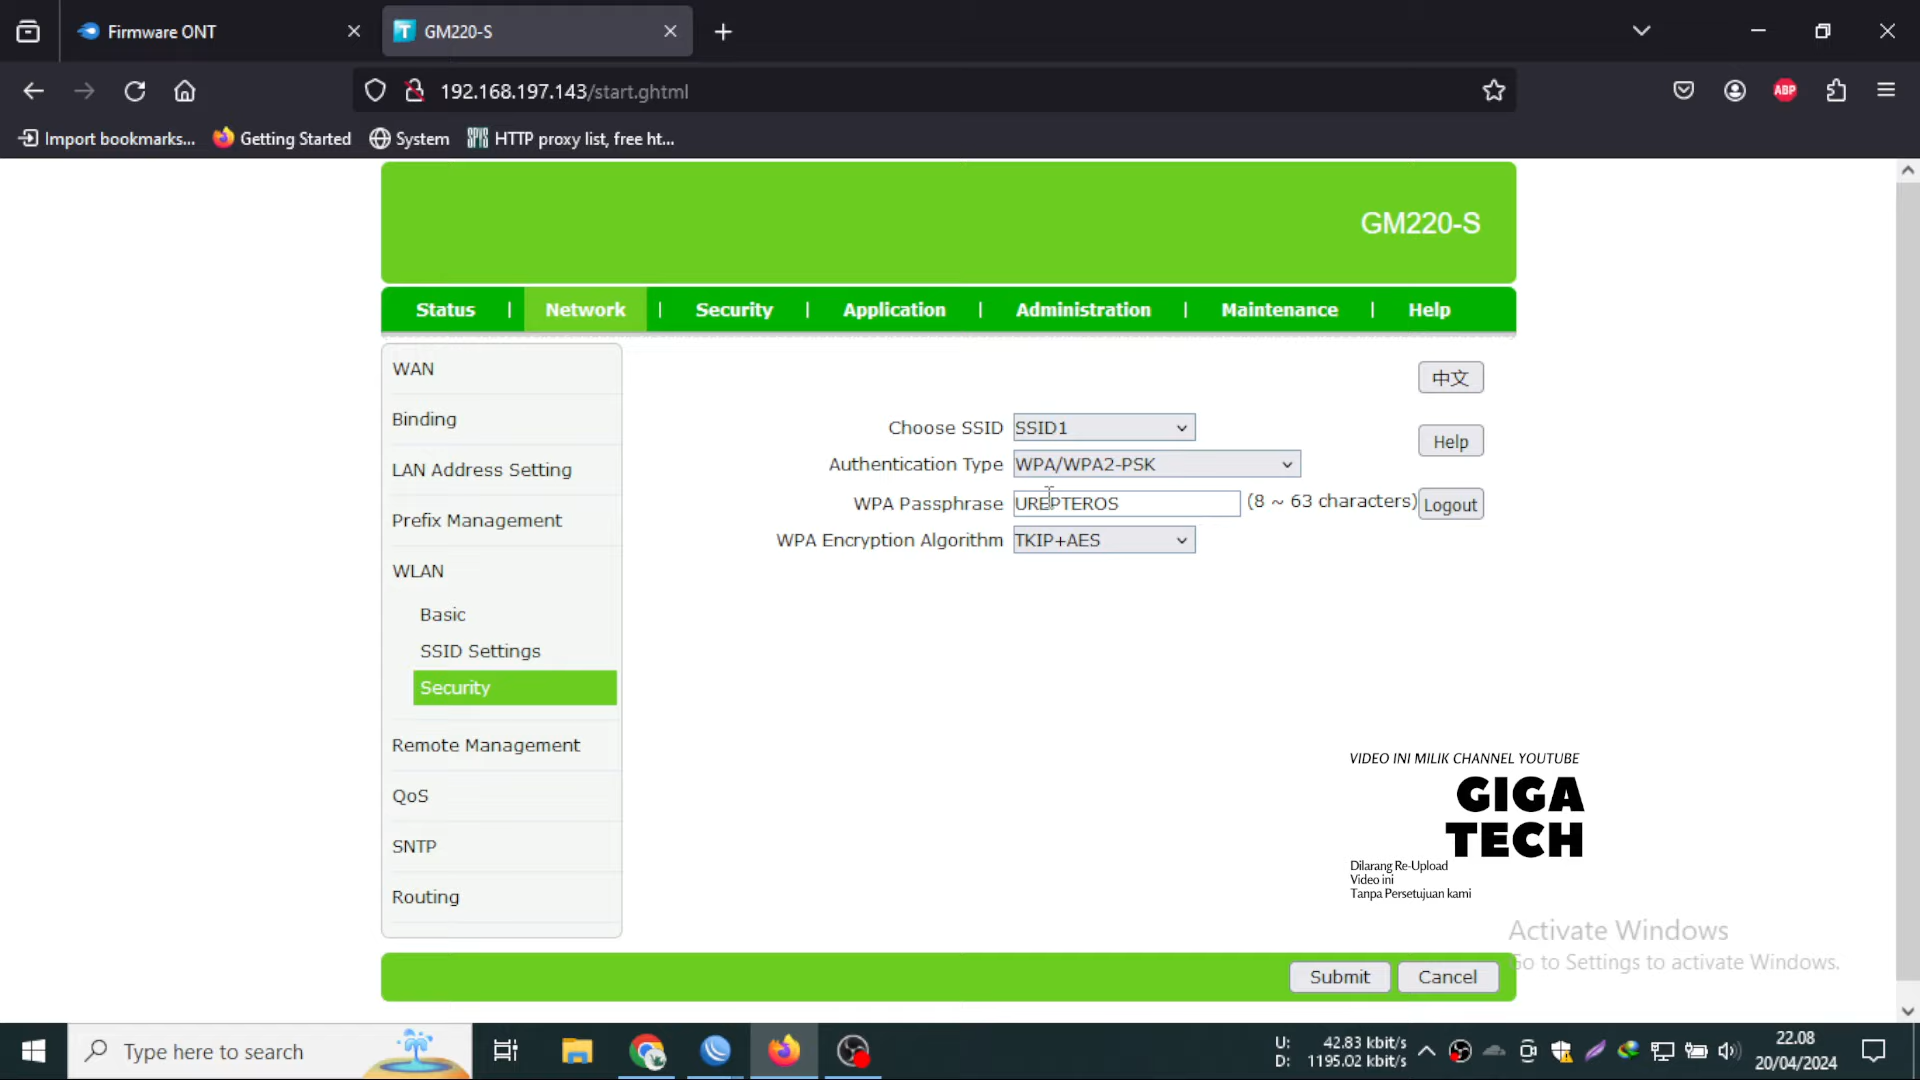 Firmware ONT
GM220-S
192.168.197.143/start.ghtml
ABP
Import bookmarks...
Getting Started
System
HTTP proxy list, free ht...
GM220-S
Status | Network | Security | Application | Administration | Maintenance | Help
WAN
Binding
LAN Address Setting
Prefix Management
WLAN
Basic
SSID Settings
Security
Remote Management
QoS
SNTP
Routing
中文
Help
Logout
Choose SSID SSID1
Authentication Type WPA/WPA2-PSK
WPA Passphrase UREPTEROS (8 ~ 63 characters)
WPA Encryption Algorithm TKIP+AES
VIDEO INI MILIK CHANNEL YOUTUBE
GIGA
TECH
Dilarang Re-Upload
Video ini
Tanpa Persetujuan kami
Activate Windows
Go to Settings to activate Windows.
Submit
Cancel
Type here to search
U: 42.83 kbit/s
D: 1195.02 kbit/s
22.08
20/04/2024